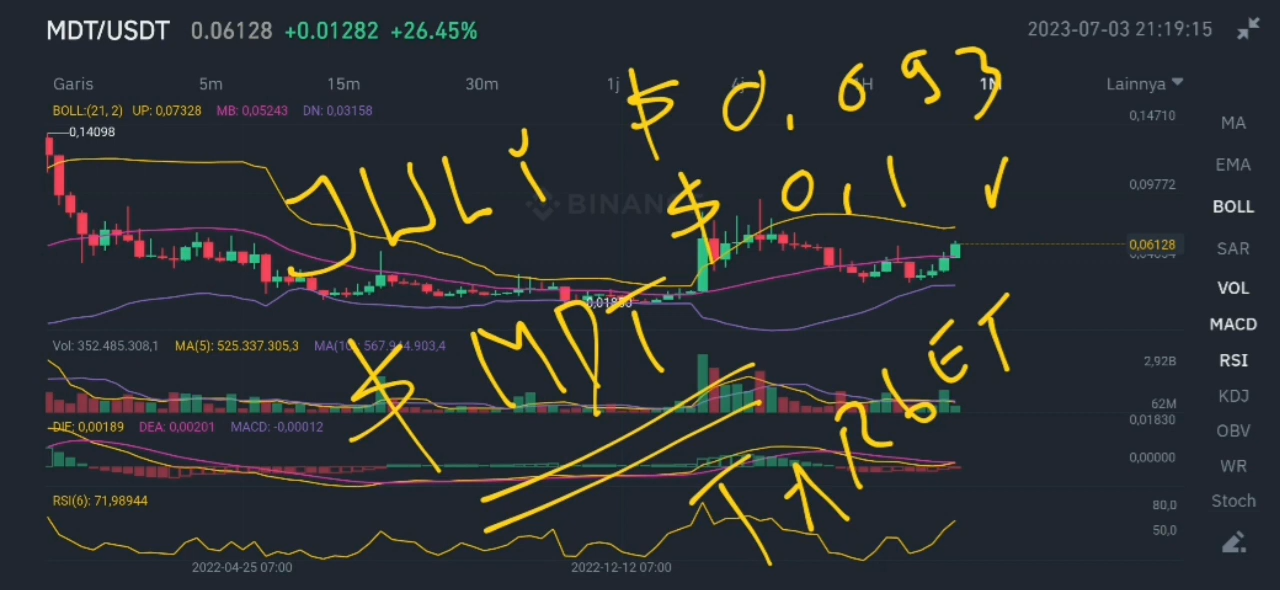 MDT/USDT 0.06128 +0.01282 +26.45% 2023-07-03 21:19:15
Garis 5m 15m 30m 1j 1N Lainnya
BOLL:(21, 2) UP: 0,07328 MB: 0,05243 DN: 0,03158
0,14098
0,14710
0,09772
0,06128
0,01830
JULI $ 0,693
$ 0,1
$ MDT
TARGET
Vol: 352.485.308,1 MA(5): 525.337.305,3
2,92B
62M
DIF: 0,00189 DEA: 0,00201 MACD: -0,00012
0,01830
0,00000
RSI(6): 71,98944
80,0
50,0
2022-04-25 07:00 2022-12-12 07:00
MA
EMA
BOLL
SAR
VOL
MACD
RSI
KDJ
OBV
WR
Stoch